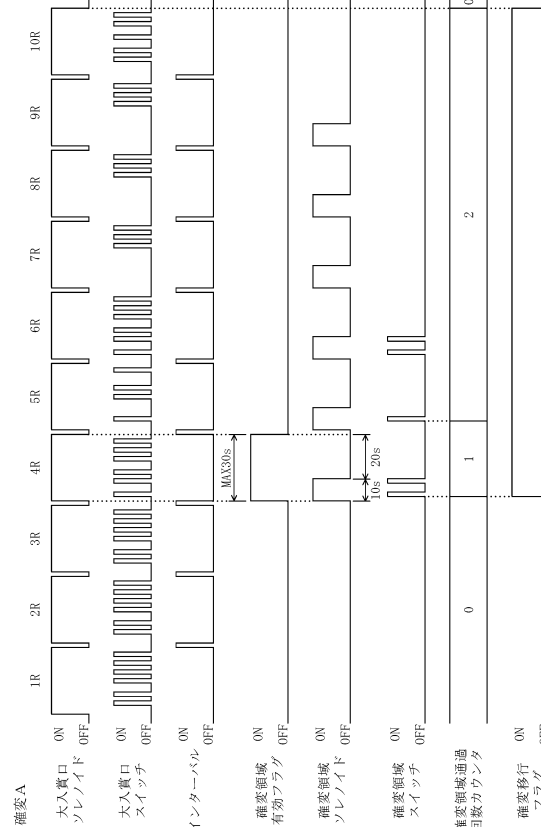 確変A
1R 2R 3R 4R 5R 6R 7R 8R 9R 10R
大入賞口
ソレノイド
ON
OFF
大入賞口
スイッチ
ON
OFF
インターバル
ON
OFF
確変領域
有効フラグ
ON
OFF
MAX30s
確変領域
ソレノイド
ON
OFF
10s 20s
確変領域
スイッチ
ON
OFF
確変領域通過
回数カウンタ
0 1 2 0
確変移行
フラグ
ON
OFF